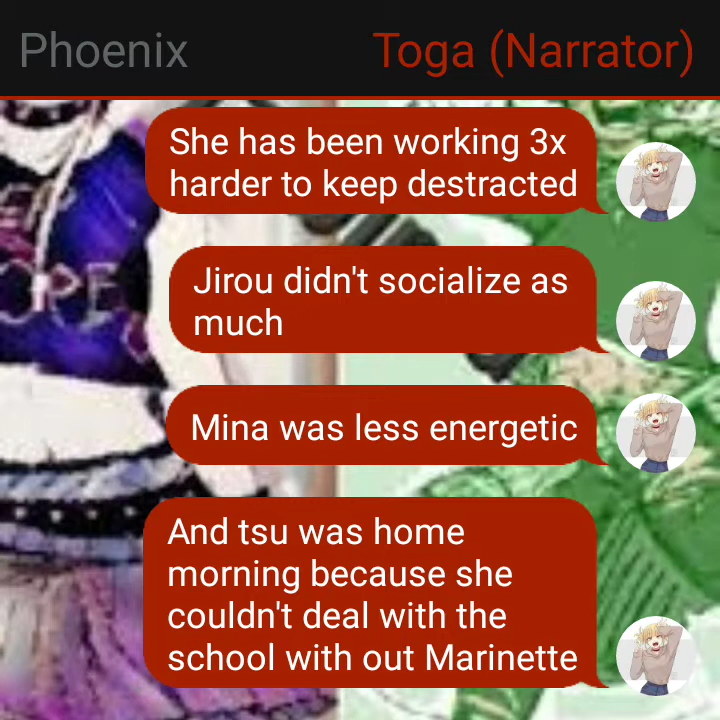 Phoenix
Toga (Narrator)
She has been working 3x
harder to keep destracted
Jirou didn't socialize as
much
Mina was less energetic
And tsu was home
morning because she
couldn't deal with the
school with out Marinette